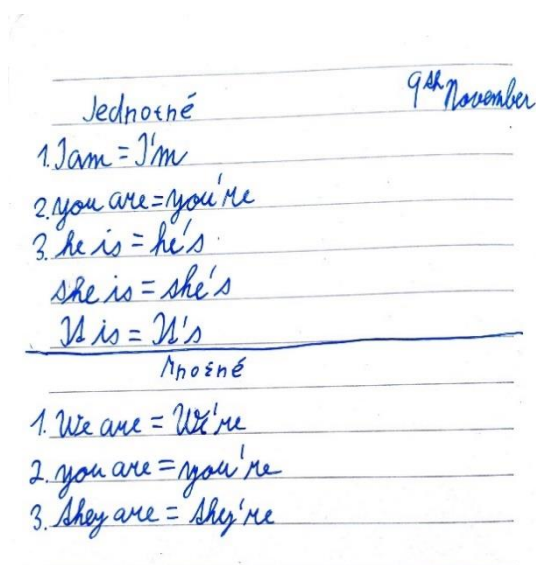 9th November
Jednotné
1. I am = I'm
2. you are = you're
3. he is = he's
she is = she's
It is = It's
Množné
1. We are = We're
2. you are = you're
3. they are = they're